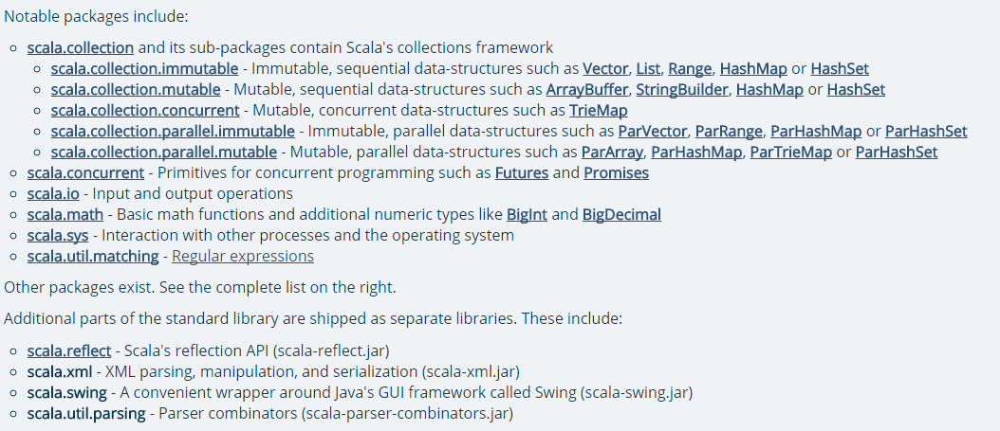 Notable packages include:
scala.collection and its sub-packages contain Scala's collections framework
scala.collection.immutable - Immutable, sequential data-structures such as Vector, List, Range, HashMap or HashSet
scala.collection.mutable - Mutable, sequential data-structures such as ArrayBuffer, StringBuilder, HashMap or HashSet
scala.collection.concurrent - Mutable, concurrent data-structures such as TrieMap
scala.collection.parallel.immutable - Immutable, parallel data-structures such as ParVector, ParRange, ParHashMap or ParHashSet
scala.collection.parallel.mutable - Mutable, parallel data-structures such as ParArray, ParHashMap, ParTrieMap or ParHashSet
scala.concurrent - Primitives for concurrent programming such as Futures and Promises
scala.io - Input and output operations
scala.math - Basic math functions and additional numeric types like BigInt and BigDecimal
scala.sys - Interaction with other processes and the operating system
scala.util.matching - Regular expressions
Other packages exist. See the complete list on the right.
Additional parts of the standard library are shipped as separate libraries. These include:
scala.reflect - Scala's reflection API (scala-reflect.jar)
scala.xml - XML parsing, manipulation, and serialization (scala-xml.jar)
scala.swing - A convenient wrapper around Java's GUI framework called Swing (scala-swing.jar)
scala.util.parsing - Parser combinators (scala-parser-combinators.jar)